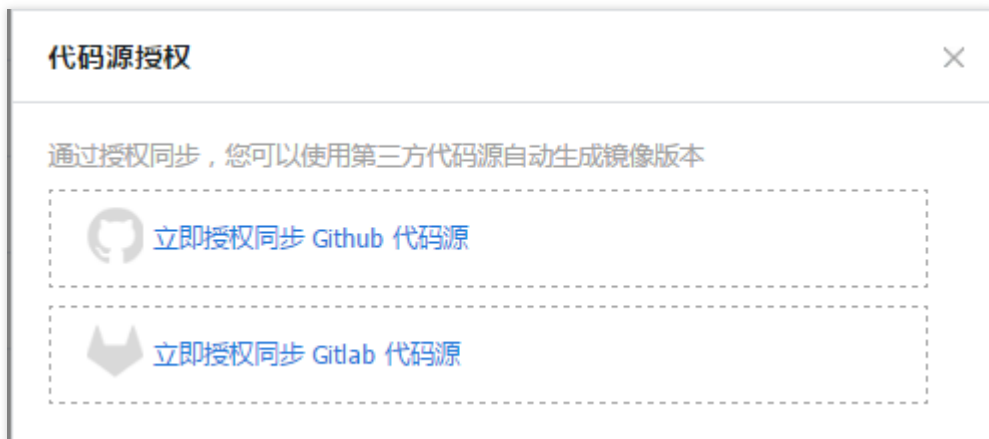 代码源授权
通过授权同步，您可以使用第三方代码源自动生成镜像版本
立即授权同步 Github 代码源
立即授权同步 Gitlab 代码源